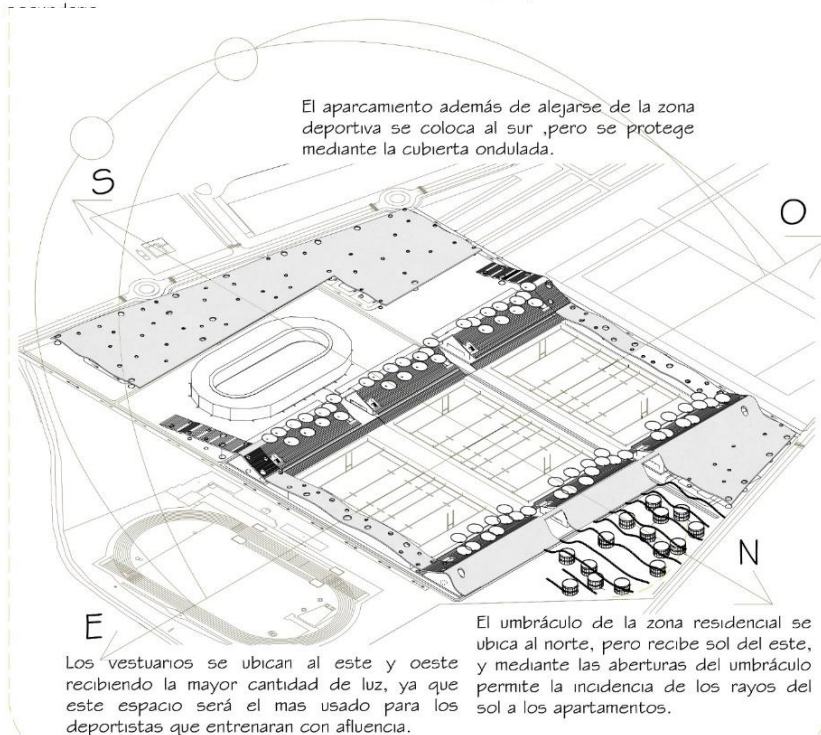 El aparcamiento además de alejarse de la zona
deportiva se coloca al sur ,pero se protege
mediante la cubierta ondulada.
S
O
N
E
Los vestuarios se ubican al este y oeste
recibiendo la mayor cantidad de luz, ya que
este espacio será el mas usado para los
deportistas que entrenaran con afluencia.
El umbráculo de la zona residencial se
ubica al norte, pero recibe sol del este,
y mediante las aberturas del umbráculo
permite la incidencia de los rayos del
sol a los apartamentos.